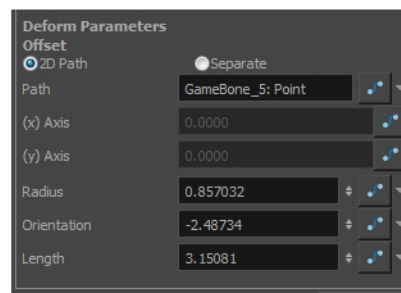 Deform Parameters
Offset
2D Path Separate
Path GameBone_5: Point
(x) Axis 0.0000
(y) Axis 0.0000
Radius 0.857032
Orientation -2.48734
Length 3.15081